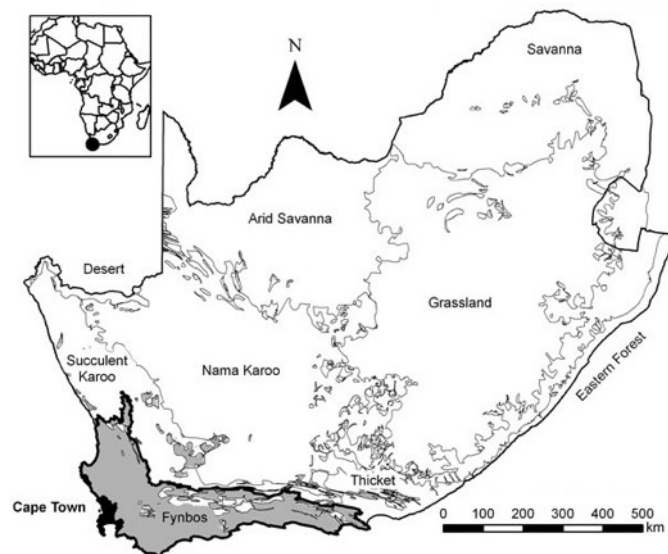 N
Savanna
Arid Savanna
Desert
Grassland
Succulent
Karoo
Nama Karoo
Eastern Forest
Thicket
Cape Town
Fynbos
0 100 200 300 400 500
km